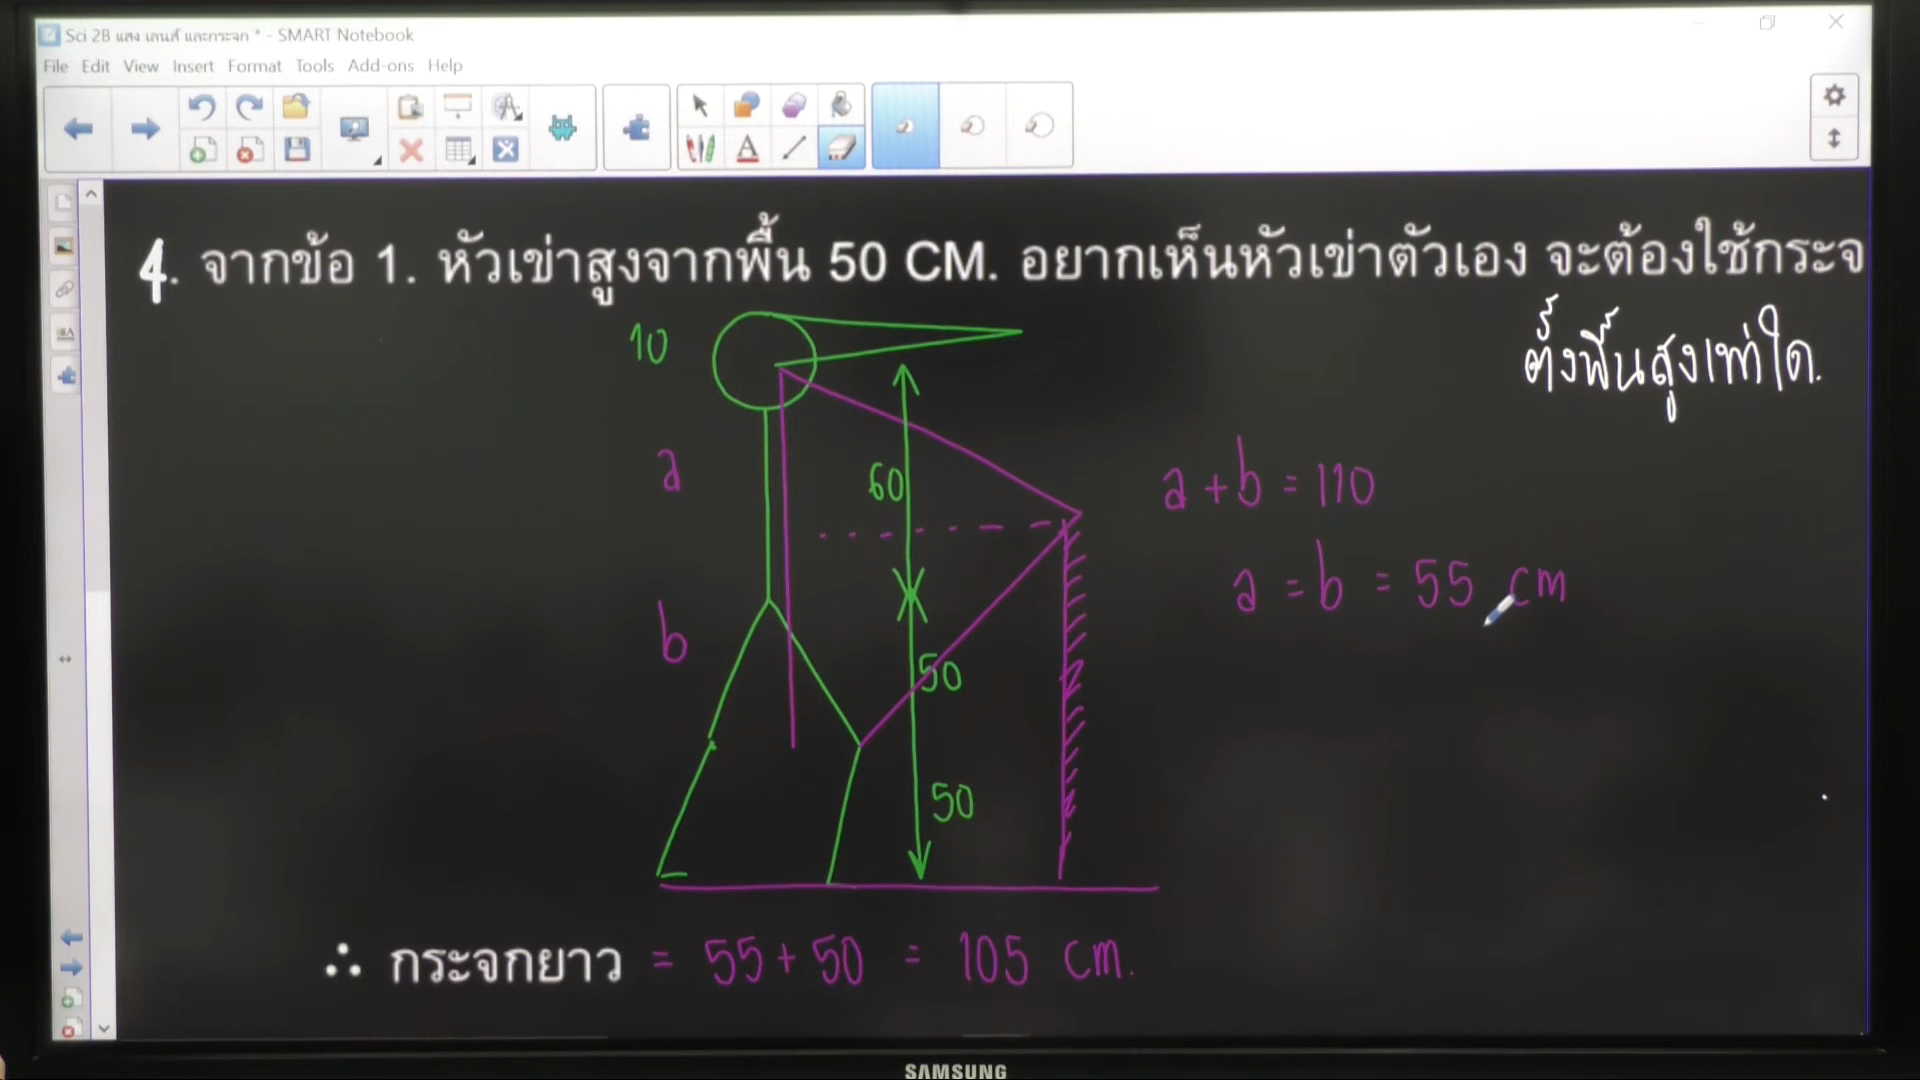 Sci 2B แสง เลนส์ และกระจก * - SMART Notebook
File Edit View Insert Format Tools Add-ons Help
4. จากข้อ 1. หัวเข่าสูงจากพื้น 50 CM. อยากเห็นหัวเข่าตัวเอง จะต้องใช้กระจ
ตั้งพื้นสูงเท่าใด.
10
a
60
a + b = 110
a = b = 55 cm
b
50
50
∴ กระจกยาว = 55 + 50 = 105 cm.
SAMSUNG